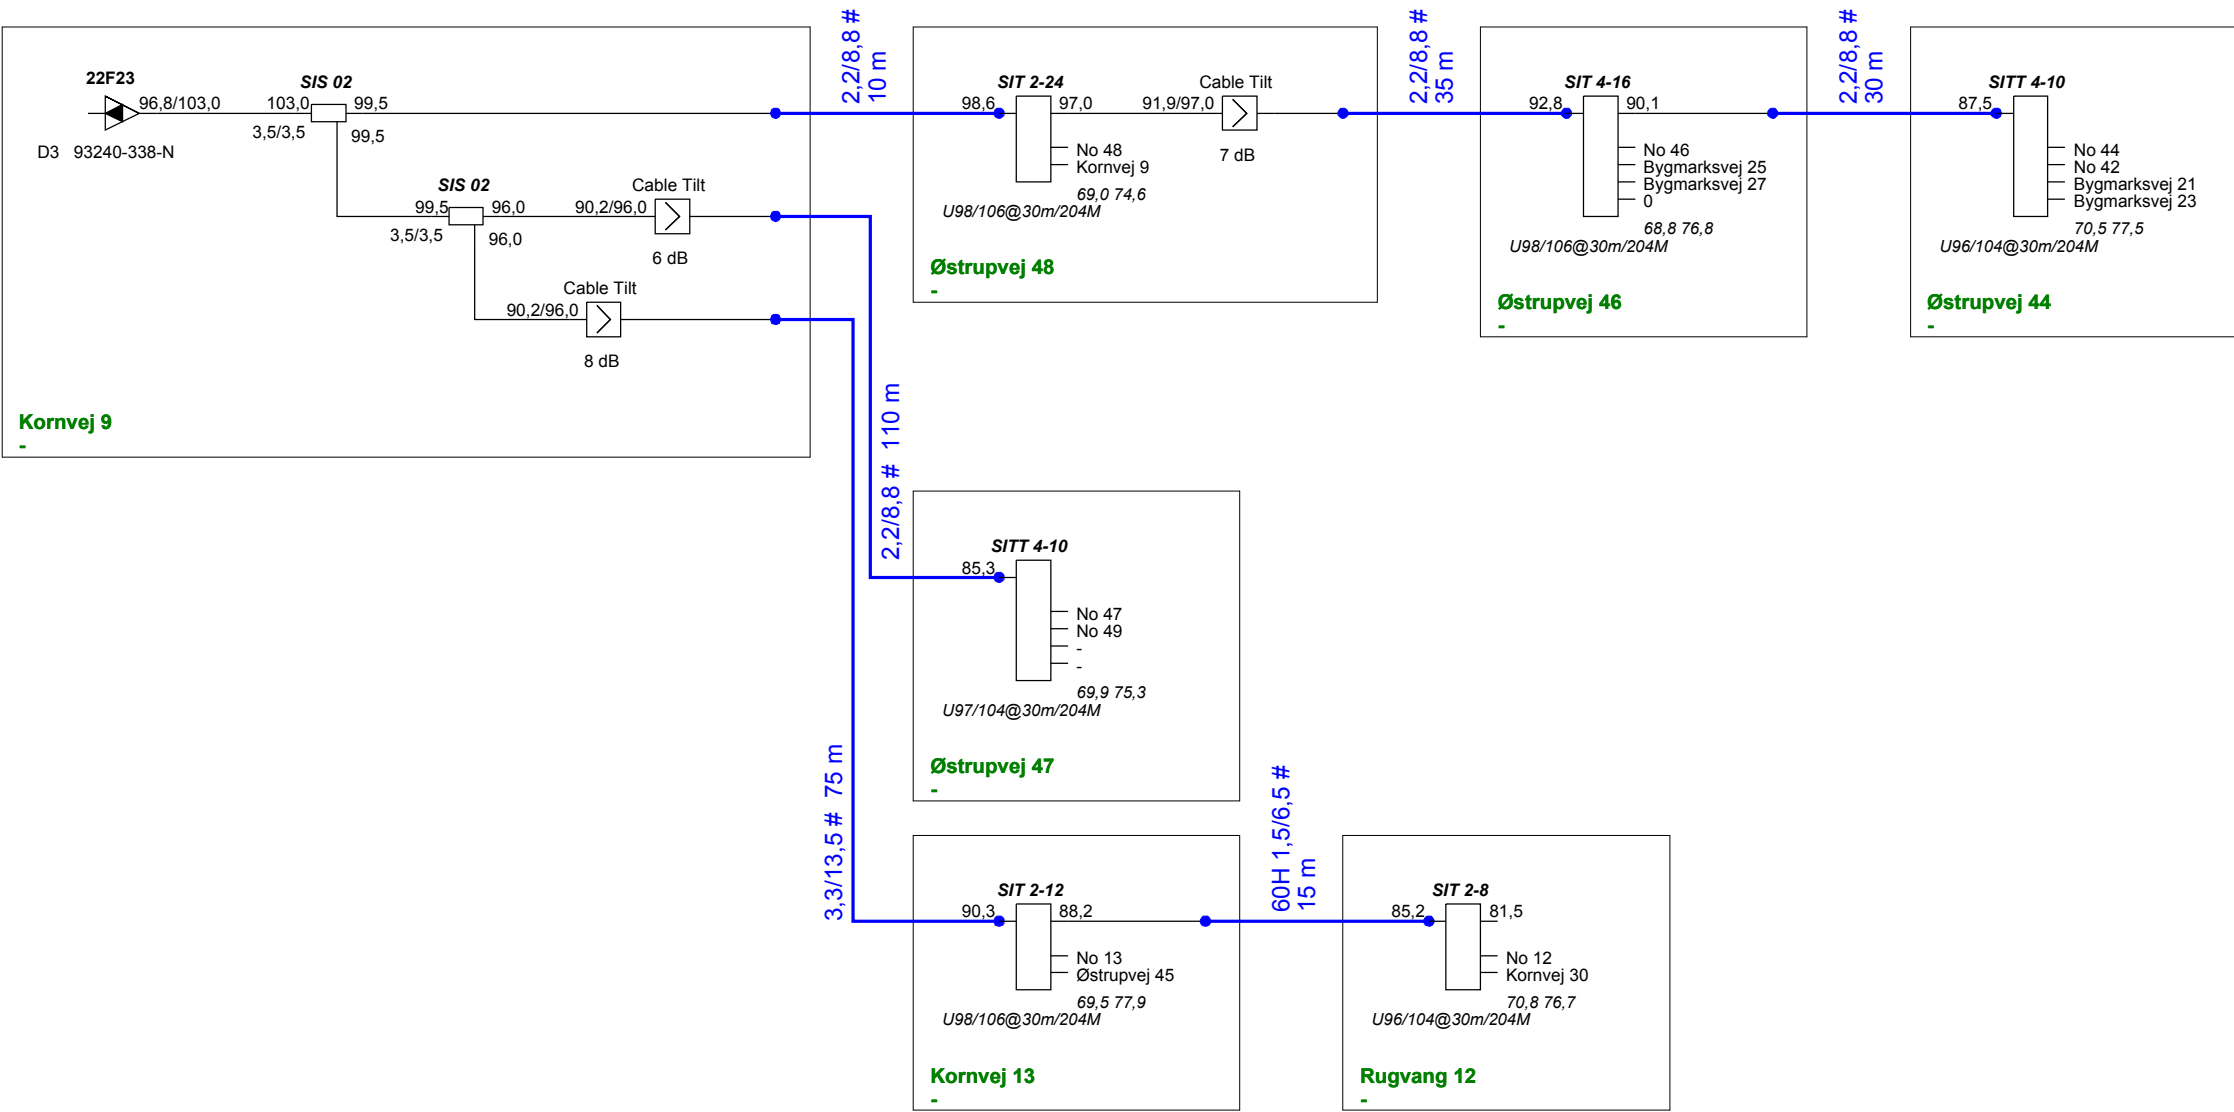 22F23
96,8/103,0
D3 93240-338-N
SIS 02
103,0
99,5
3,5/3,5
99,5
SIS 02
99,5
96,0
3,5/3,5
96,0
Cable Tilt
90,2/96,0
6 dB
Cable Tilt
90,2/96,0
8 dB
Kornvej 9
-
2,2/8,8 #
10 m
SIT 2-24
98,6
97,0
No 48
Kornvej 9
69,0 74,6
U98/106@30m/204M
Cable Tilt
91,9/97,0
7 dB
Østrupvej 48
-
2,2/8,8 #
35 m
SIT 4-16
92,8
90,1
No 46
Bygmarksvej 25
Bygmarksvej 27
0
68,8 76,8
U98/106@30m/204M
Østrupvej 46
-
2,2/8,8 #
30 m
SITT 4-10
87,5
No 44
No 42
Bygmarksvej 21
Bygmarksvej 23
70,5 77,5
U96/104@30m/204M
Østrupvej 44
-
2,2/8,8 # 110 m
SITT 4-10
85,3
No 47
No 49
-
-
69,9 75,3
U97/104@30m/204M
Østrupvej 47
-
3,3/13,5 # 75 m
SIT 2-12
90,3
88,2
No 13
Østrupvej 45
69,5 77,9
U98/106@30m/204M
Kornvej 13
-
60H 1,5/6,5 #
15 m
SIT 2-8
85,2
81,5
No 12
Kornvej 30
70,8 76,7
U96/104@30m/204M
Rugvang 12
-